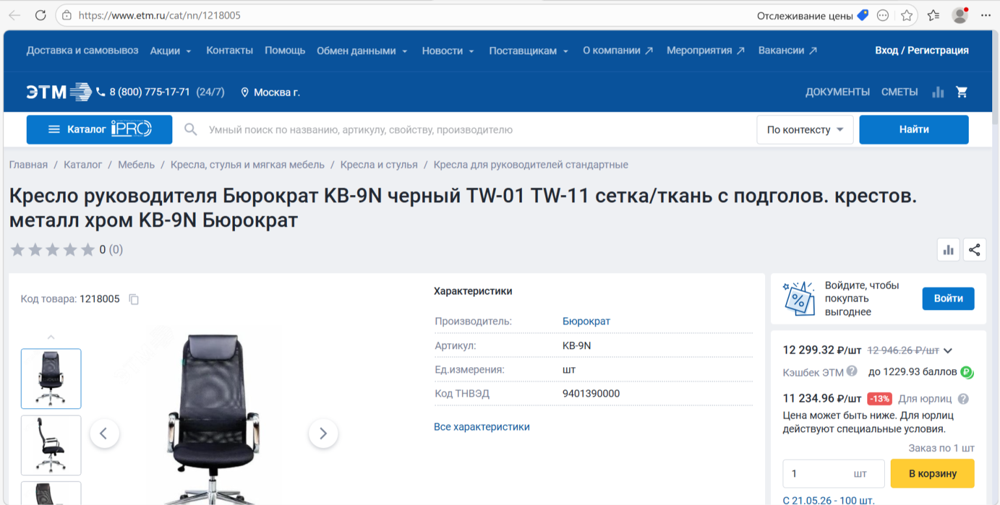 https://www.etm.ru/cat/nn/1218005
Отслеживание цены
Доставка и самовывоз Акции Контакты Помощь Обмен данными Новости Поставщикам О компании Мероприятия Вакансии Вход / Регистрация
ЭТМ 8 (800) 775-17-71 (24/7) Москва г. ДОКУМЕНТЫ СМЕТЫ
Каталог iPRO Умный поиск по названию, артикулу, свойству, производителю По контексту Найти
Главная / Каталог / Мебель / Кресла, стулья и мягкая мебель / Кресла и стулья / Кресла для руководителей стандартные
Кресло руководителя Бюрократ KB-9N черный TW-01 TW-11 сетка/ткань с подголов. крестов.
металл хром KB-9N Бюрократ
0 (0)
Код товара: 1218005
Характеристики
Производитель: Бюрократ
Артикул: KB-9N
Ед.измерения: шт
Код ТНВЭД 9401390000
Все характеристики
Войдите, чтобы
покупать
выгоднее
Войти
12 299.32 ₽/шт 12 946.26 ₽/шт
Кэшбек ЭТМ ? до 1229.93 баллов
11 234.96 ₽/шт -13% Для юрлиц ?
Цена может быть ниже. Для юрлиц
действуют специальные условия.
Заказ по 1 шт
1 шт В корзину
С 21.05.26 - 100 шт.